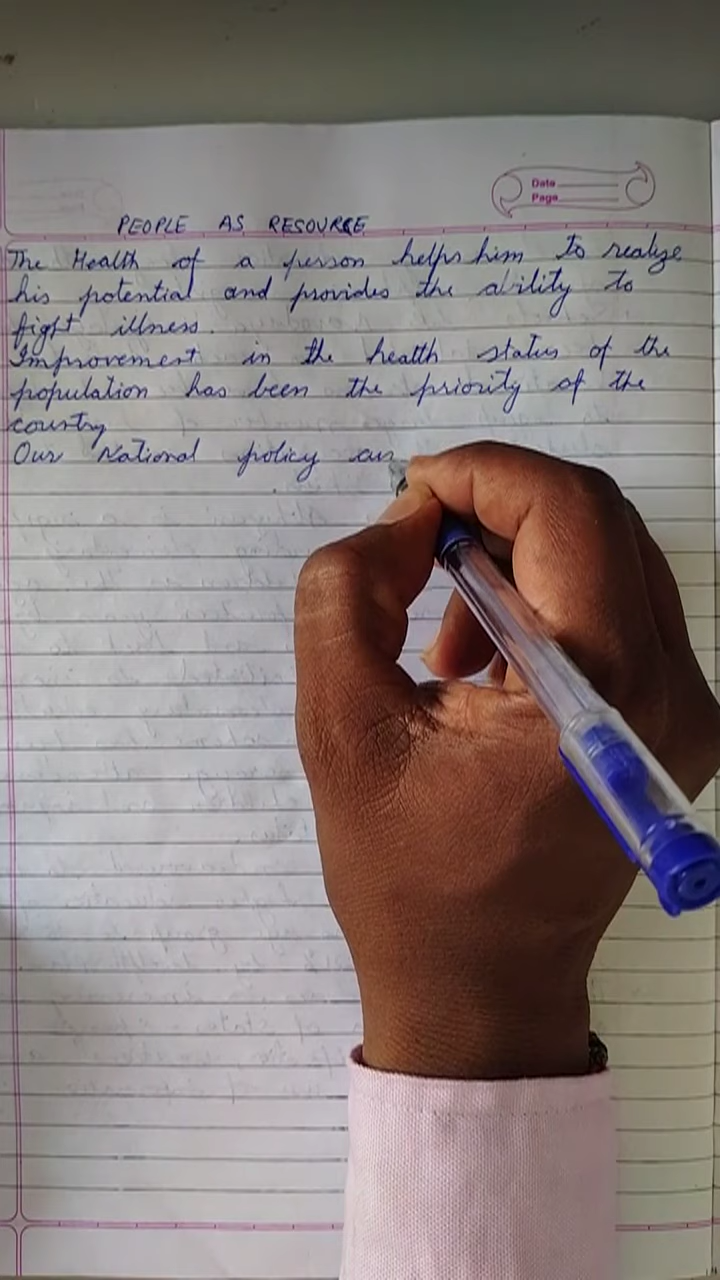 Date
Page
PEOPLE AS RESOURCE
The Health of a person helps him to realize
his potential and provides the ability to
fight illness.
Improvement in the health status of the
population has been the priority of the
country
Our National policy